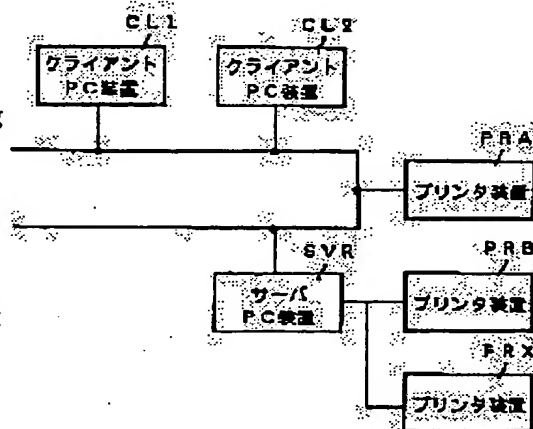 CL1
CL2
クライアント
PC装置
クライアント
PC装置
PRA
プリンタ装置
SVR
サーバ
PC装置
PRB
プリンタ装置
PRX
プリンタ装置